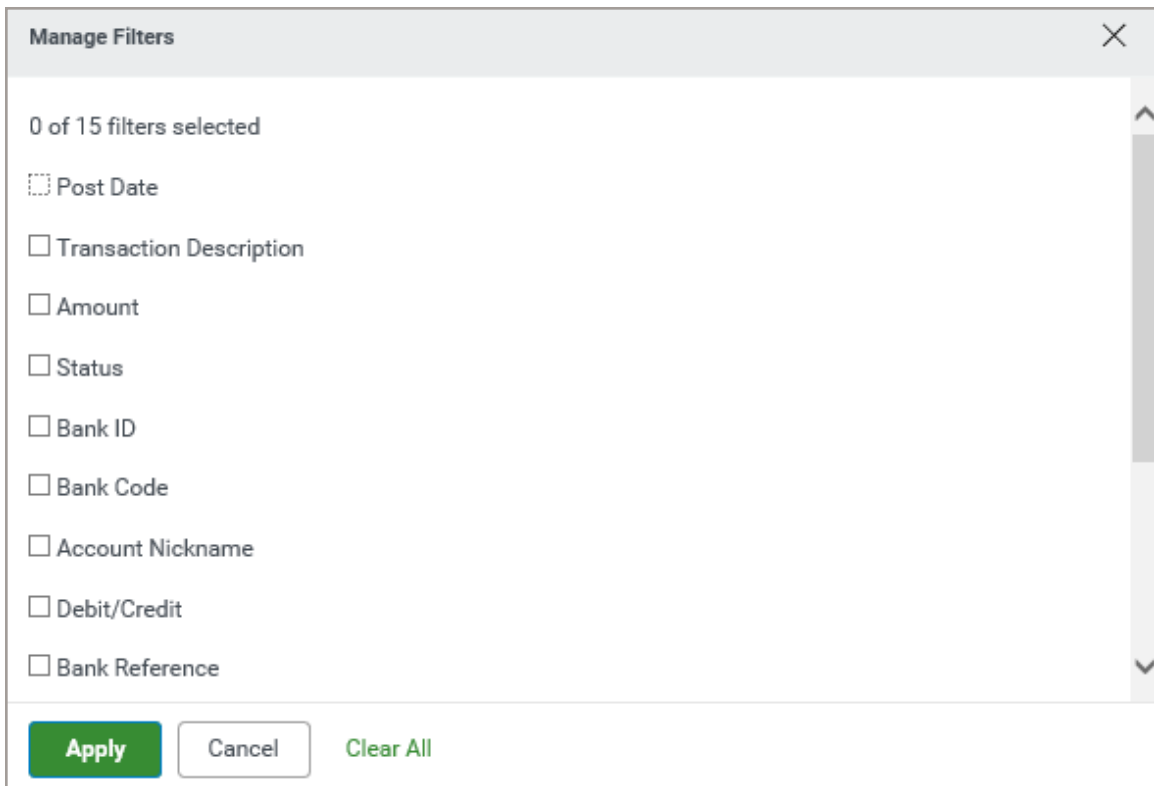 Manage Filters
0 of 15 filters selected
Post Date
Transaction Description
Amount
Status
Bank ID
Bank Code
Account Nickname
Debit/Credit
Bank Reference
Apply Cancel Clear All